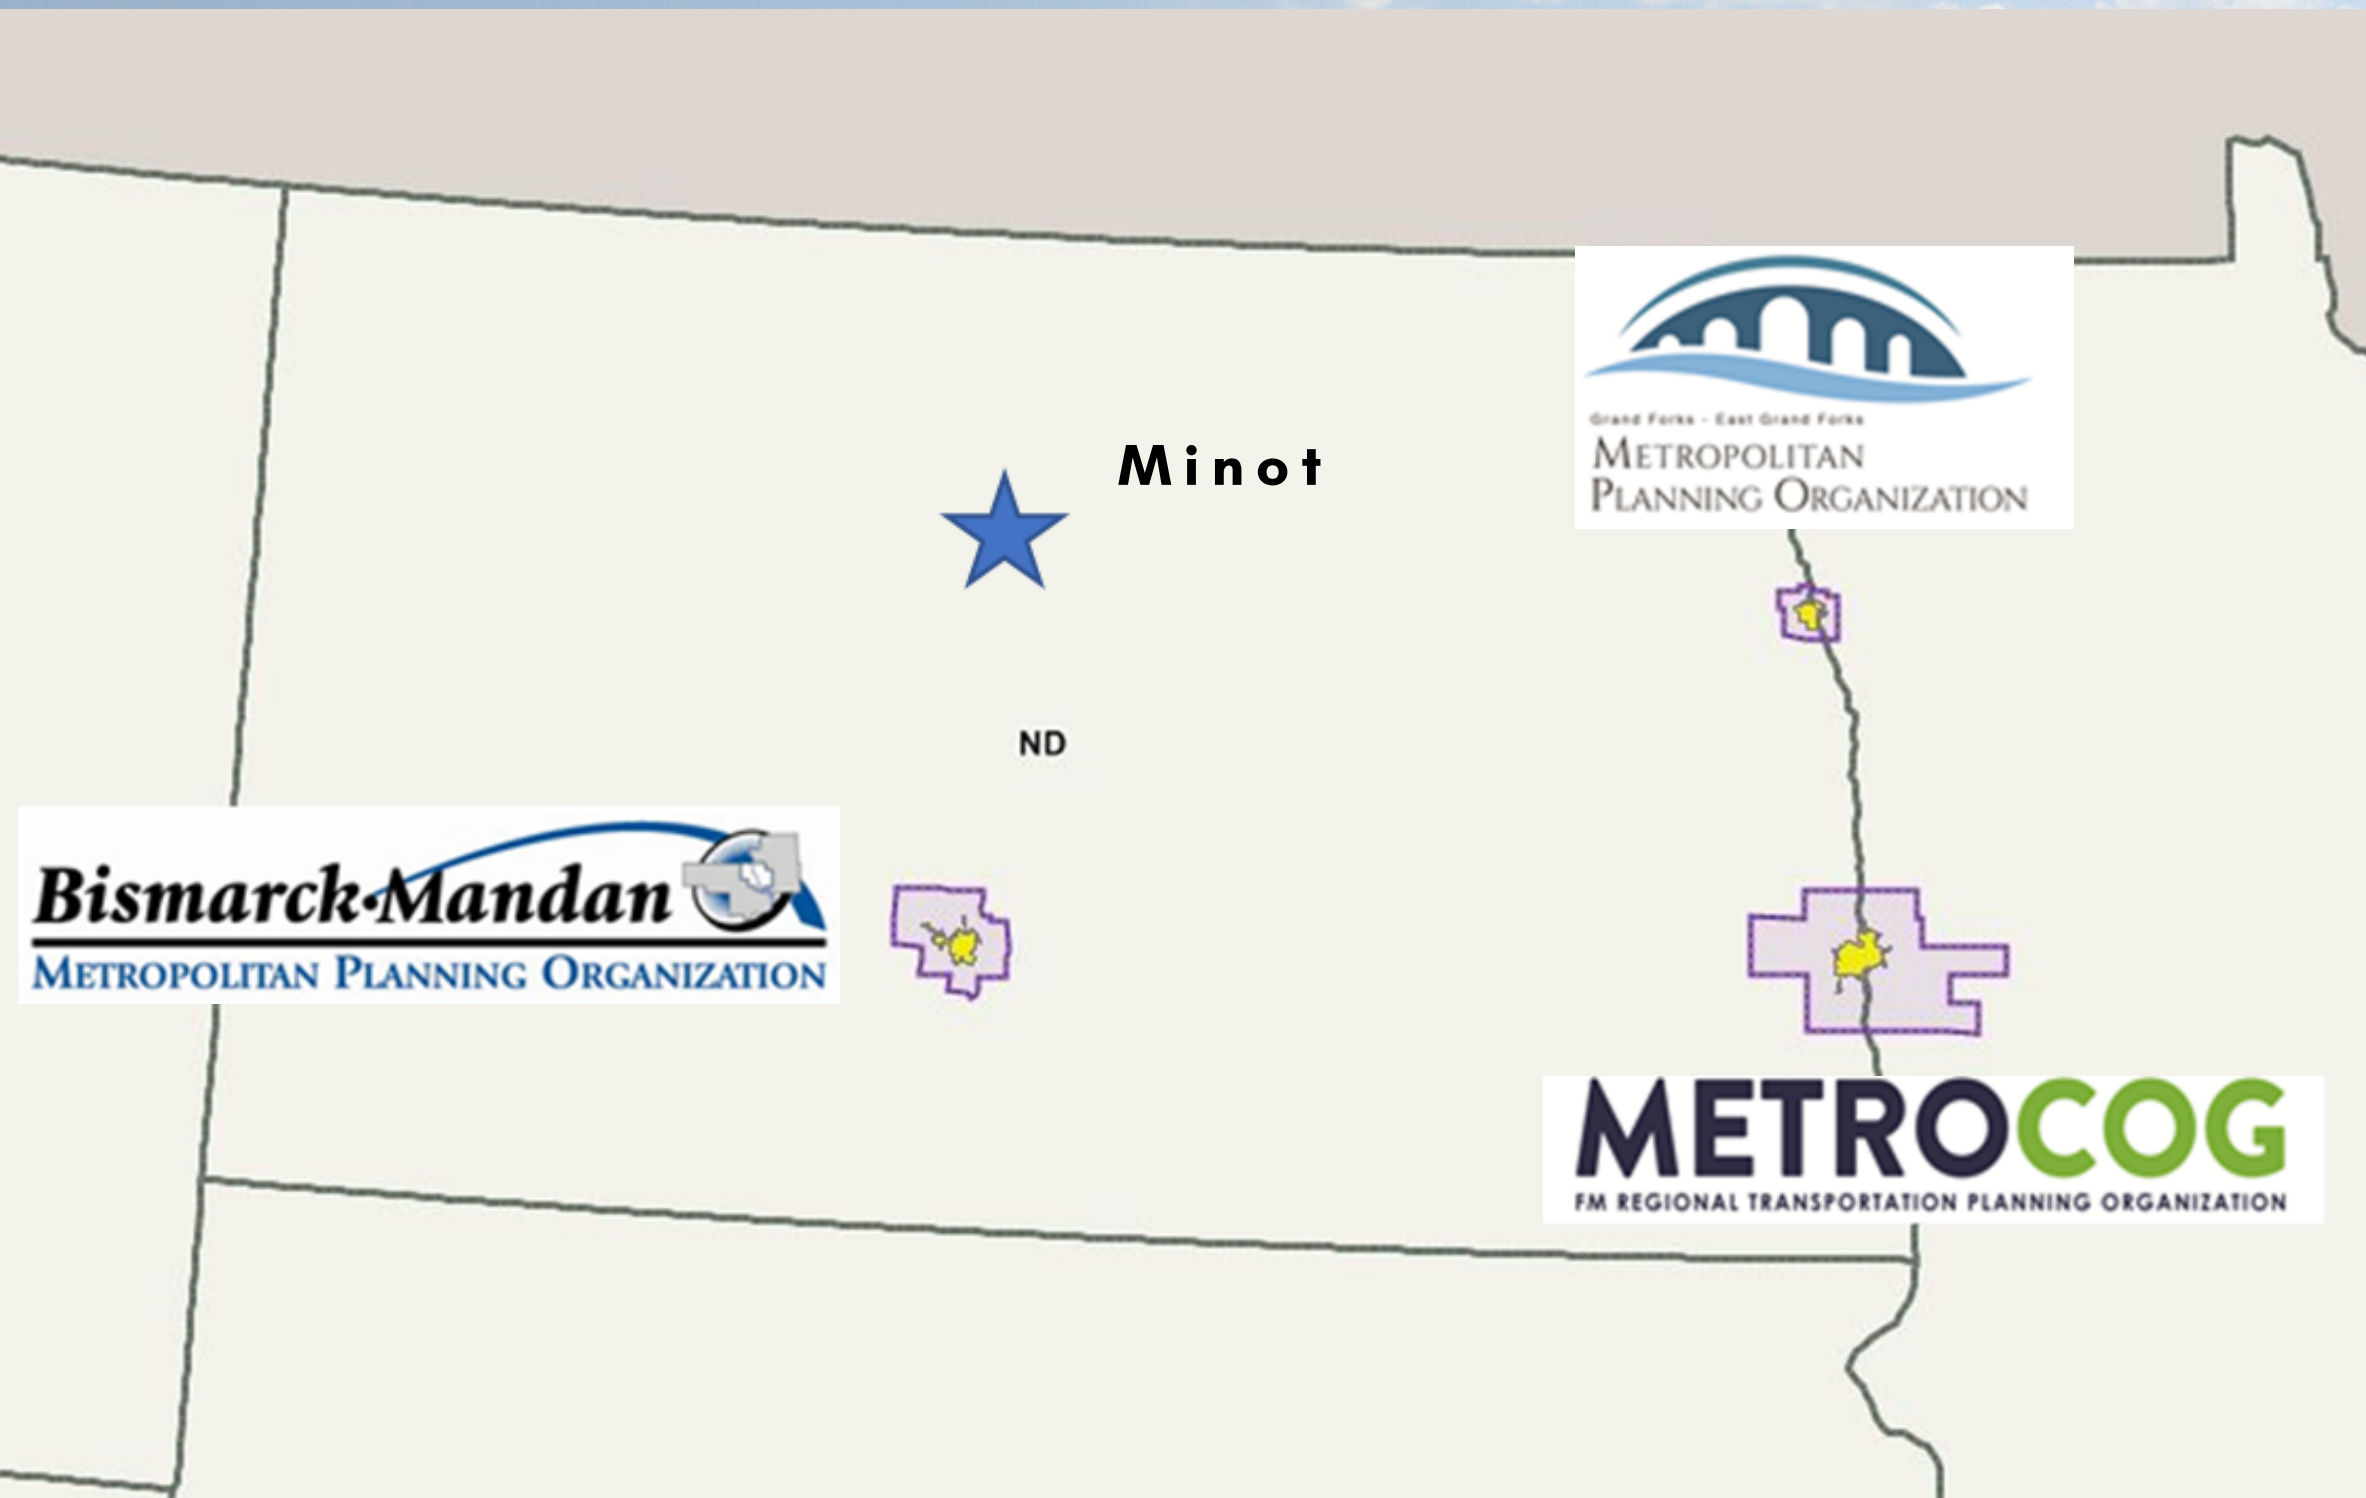 Minot
Grand Forks - East Grand Forks
METROPOLITAN
PLANNING ORGANIZATION
ND
Bismarck·Mandan
METROPOLITAN PLANNING ORGANIZATION
METROCOG
FM REGIONAL TRANSPORTATION PLANNING ORGANIZATION